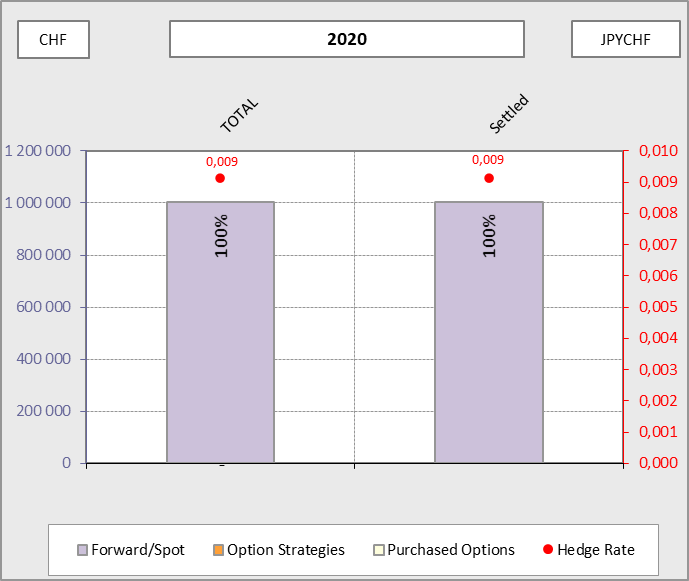 CHF
2020
JPYCHF
TOTAL
Settled
1 200 000
1 000 000
800 000
600 000
400 000
200 000
0
0,010
0,009
0,008
0,007
0,006
0,005
0,004
0,003
0,002
0,001
0,000
0,009
0,009
100%
100%
-
Forward/Spot
Option Strategies
Purchased Options
Hedge Rate